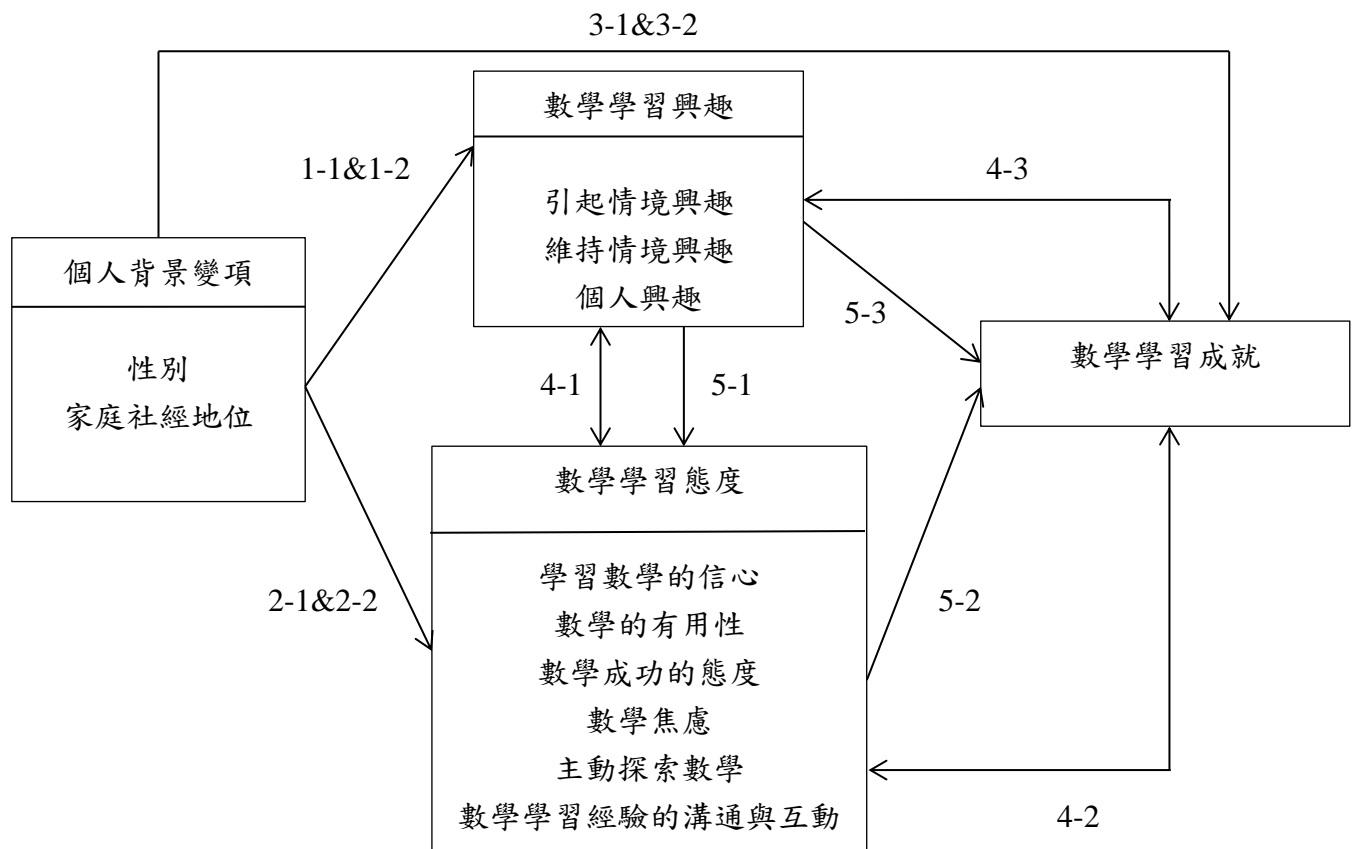 3-1&3-2
數學學習興趣
1-1&1-2
引起情境興趣
維持情境興趣
個人興趣
4-3
個人背景變項
性別
家庭社經地位
5-3
數學學習成就
4-1
5-1
數學學習態度
2-1&2-2
學習數學的信心
數學的有用性
數學成功的態度
數學焦慮
主動探索數學
數學學習經驗的溝通與互動
5-2
4-2